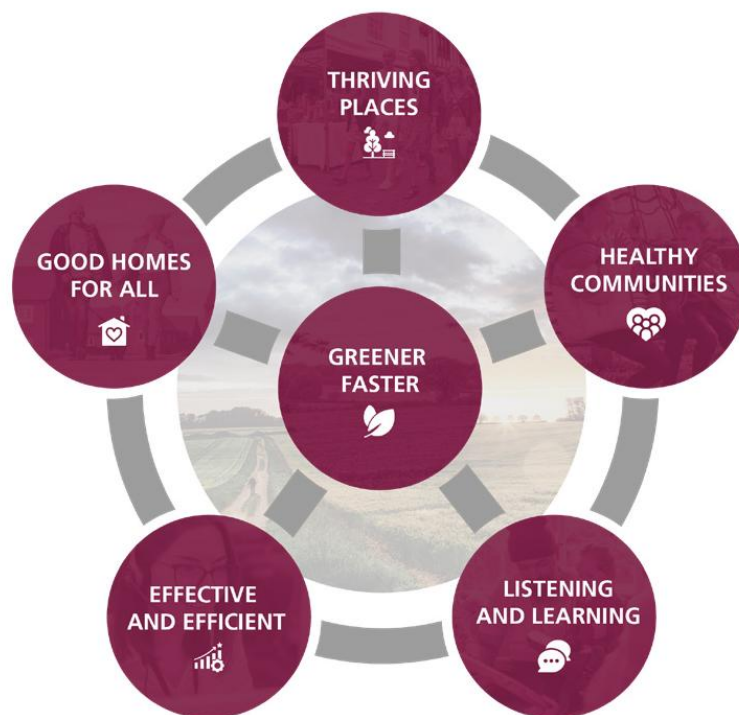 THRIVING
PLACES
GOOD HOMES
FOR ALL
HEALTHY
COMMUNITIES
GREENER
FASTER
EFFECTIVE
AND EFFICIENT
LISTENING
AND LEARNING